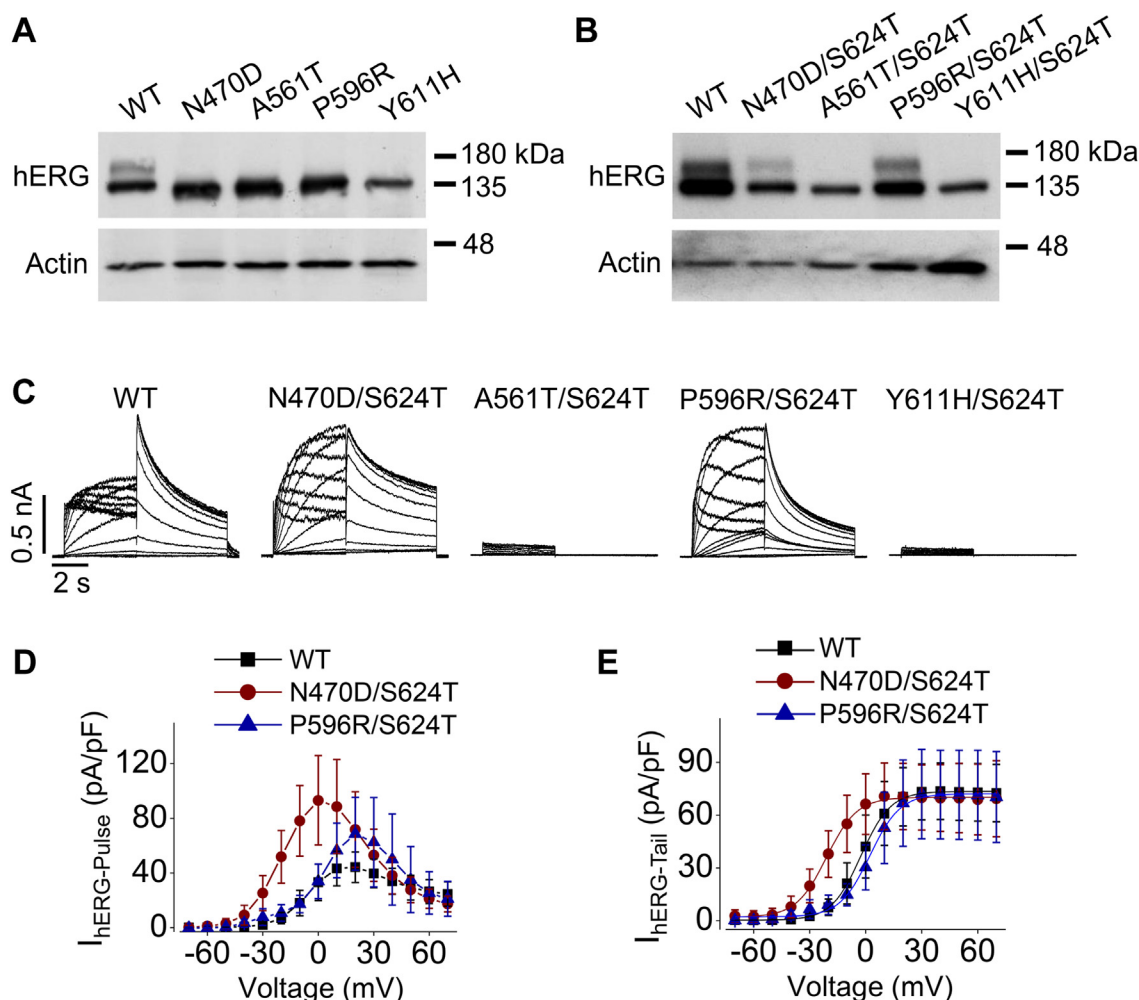 A
WT
N470D
A561T
P596R
Y611H
hERG
180 kDa
135
Actin
48
B
WT
N470D/S624T
A561T/S624T
P596R/S624T
Y611H/S624T
hERG
180 kDa
135
Actin
48
C
WT
N470D/S624T
A561T/S624T
P596R/S624T
Y611H/S624T
0.5 nA
2 s
D
WT
N470D/S624T
P596R/S624T
IhERG-Pulse (pA/pF)
120
80
40
0
-60 -30 0 30 60
Voltage (mV)
E
WT
N470D/S624T
P596R/S624T
IhERG-Tail (pA/pF)
90
60
30
0
-60 -30 0 30 60
Voltage (mV)